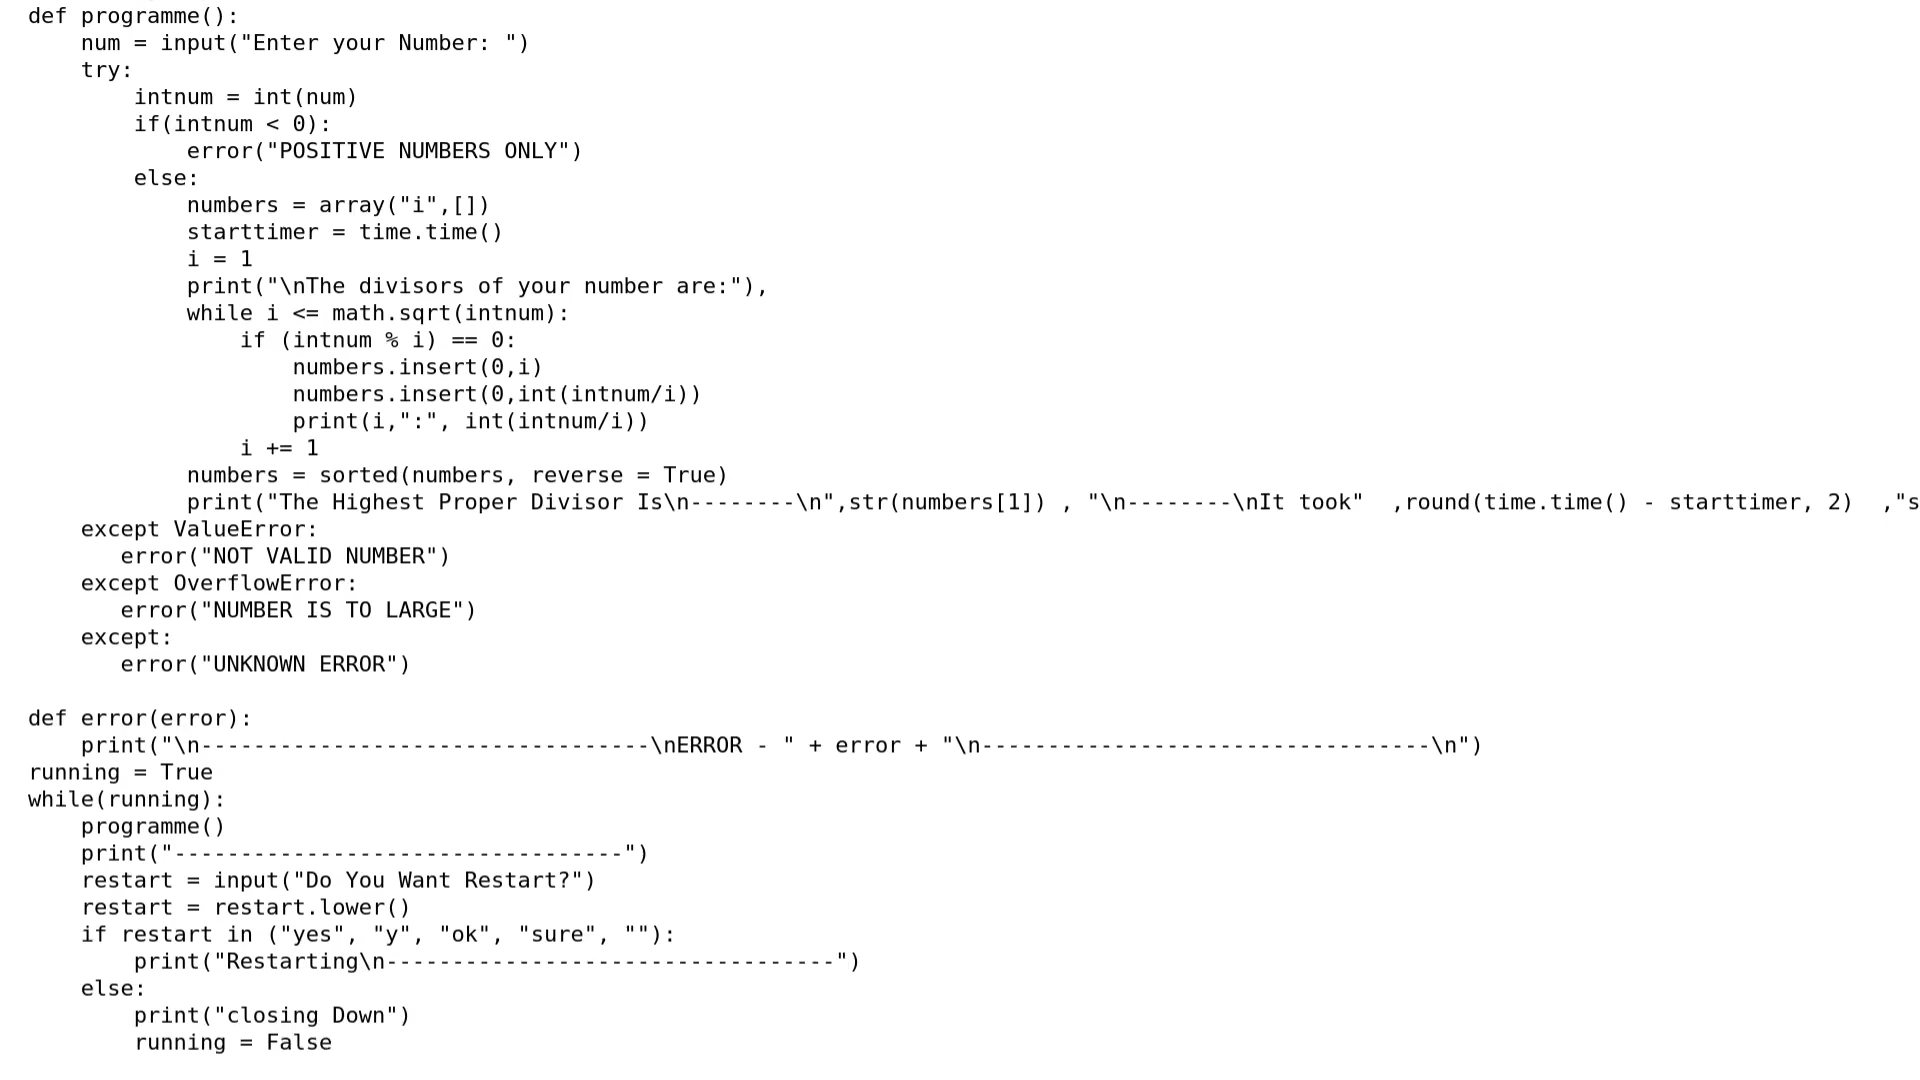 def programme():
    num = input("Enter your Number: ")
    try:
        intnum = int(num)
        if(intnum < 0):
            error("POSITIVE NUMBERS ONLY")
        else:
            numbers = array("i",[])
            starttimer = time.time()
            i = 1
            print("\nThe divisors of your number are:"),
            while i <= math.sqrt(intnum):
                if (intnum % i) == 0:
                    numbers.insert(0,i)
                    numbers.insert(0,int(intnum/i))
                    print(i,":", int(intnum/i))
                i += 1
            numbers = sorted(numbers, reverse = True)
            print("The Highest Proper Divisor Is\n--------\n",str(numbers[1]) , "\n--------\nIt took"  ,round(time.time() - starttimer, 2)  ,"s
    except ValueError:
       error("NOT VALID NUMBER")
    except OverflowError:
       error("NUMBER IS TO LARGE")
    except:
       error("UNKNOWN ERROR")

def error(error):
    print("\n----------------------------------\nERROR - " + error + "\n----------------------------------\n")
running = True
while(running):
    programme()
    print("----------------------------------")
    restart = input("Do You Want Restart?")
    restart = restart.lower()
    if restart in ("yes", "y", "ok", "sure", ""):
        print("Restarting\n----------------------------------")
    else:
        print("closing Down")
        running = False